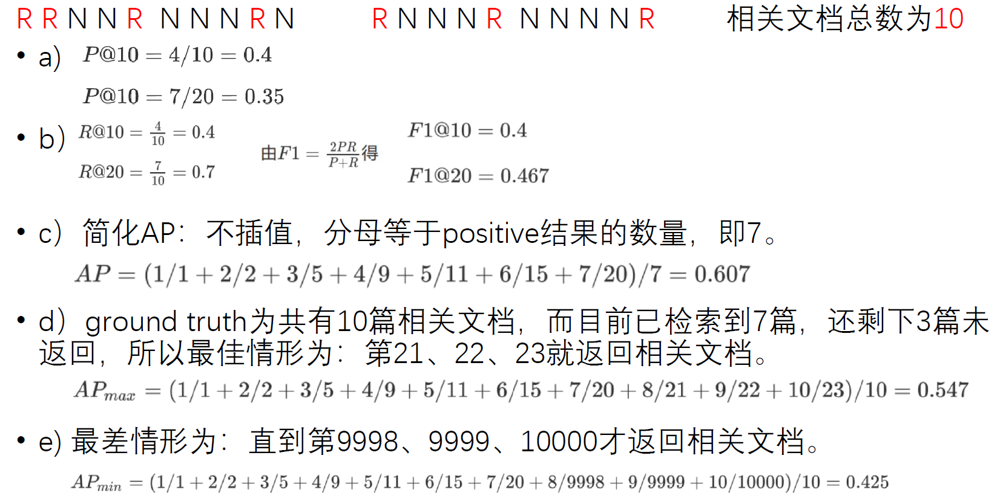 R R N N R N N N R N R N N N R N N N N R 相关文档总数为10
• a) P@10 = 4/10 = 0.4
P@10 = 7/20 = 0.35
• b) R@10 = 4/10 = 0.4
R@20 = 7/10 = 0.7
由F1 = 2PR/P+R 得
F1@10 = 0.4
F1@20 = 0.467
• c) 简化AP：不插值，分母等于positive结果的数量，即7。
AP = (1/1 + 2/2 + 3/5 + 4/9 + 5/11 + 6/15 + 7/20)/7 = 0.607
• d) ground truth为共有10篇相关文档，而目前已检索到7篇，还剩下3篇未
返回，所以最佳情形为：第21、22、23就返回相关文档。
APmax = (1/1 + 2/2 + 3/5 + 4/9 + 5/11 + 6/15 + 7/20 + 8/21 + 9/22 + 10/23)/10 = 0.547
• e) 最差情形为：直到第9998、9999、10000才返回相关文档。
APmin = (1/1 + 2/2 + 3/5 + 4/9 + 5/11 + 6/15 + 7/20 + 8/9998 + 9/9999 + 10/10000)/10 = 0.425